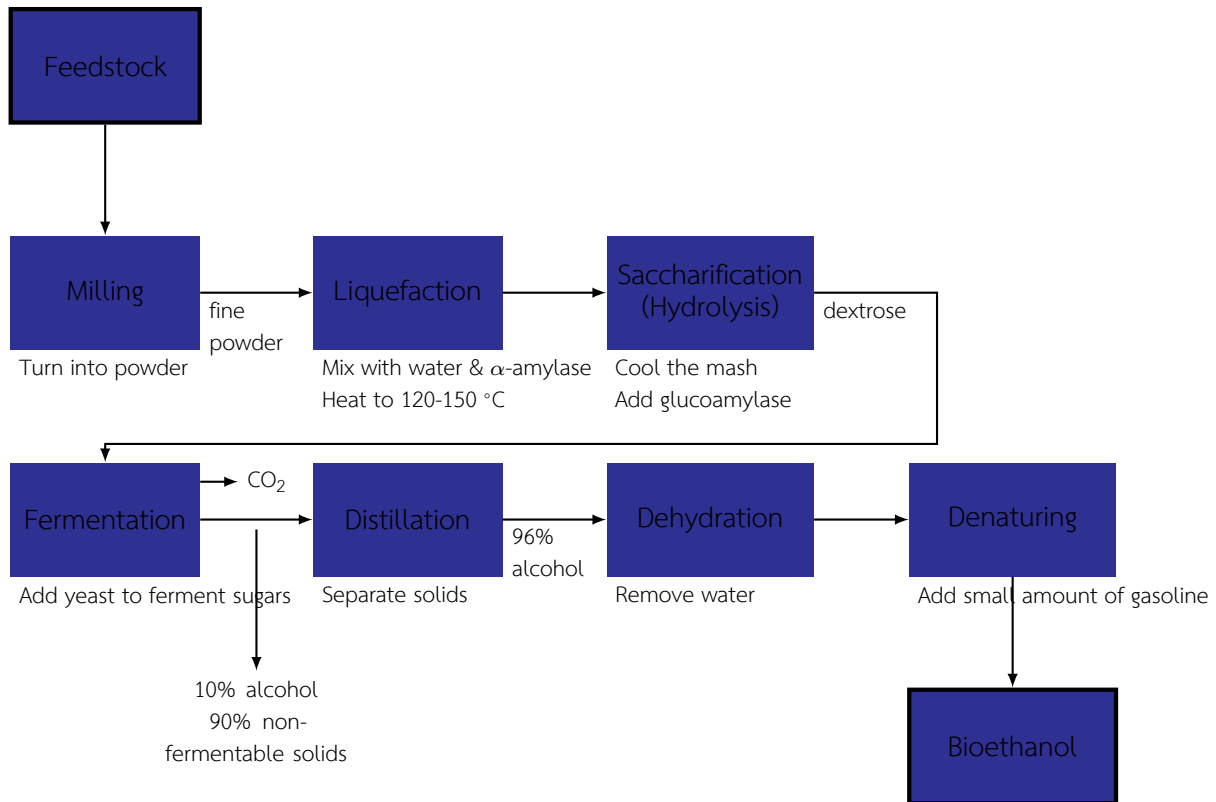 Feedstock
Milling
fine
powder
Turn into powder
Liquefaction
Mix with water & α-amylase
Heat to 120-150 °C
Saccharification
(Hydrolysis)
dextrose
Cool the mash
Add glucoamylase
Fermentation
CO₂
Add yeast to ferment sugars
10% alcohol
90% non-
fermentable solids
Distillation
Separate solids
96%
alcohol
Dehydration
Remove water
Denaturing
Add small amount of gasoline
Bioethanol